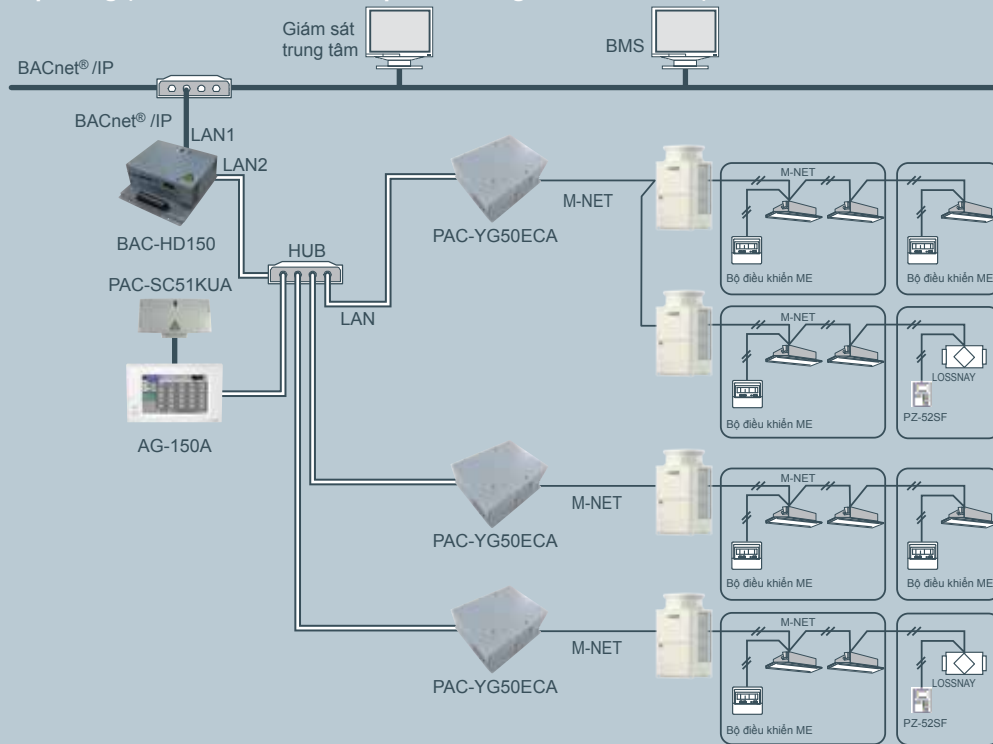 Giám sát
trung tâm
BMS
BACnet® /IP
BACnet® /IP
LAN1
LAN2
BAC-HD150
PAC-SC51KUA
AG-150A
HUB
LAN
PAC-YG50ECA
M-NET
M-NET
Bộ điều khiển ME
Bộ điều khiển ME
M-NET
Bộ điều khiển ME
LOSSNAY
PZ-52SF
PAC-YG50ECA
M-NET
M-NET
Bộ điều khiển ME
Bộ điều khiển ME
PAC-YG50ECA
M-NET
M-NET
Bộ điều khiển ME
LOSSNAY
PZ-52SF